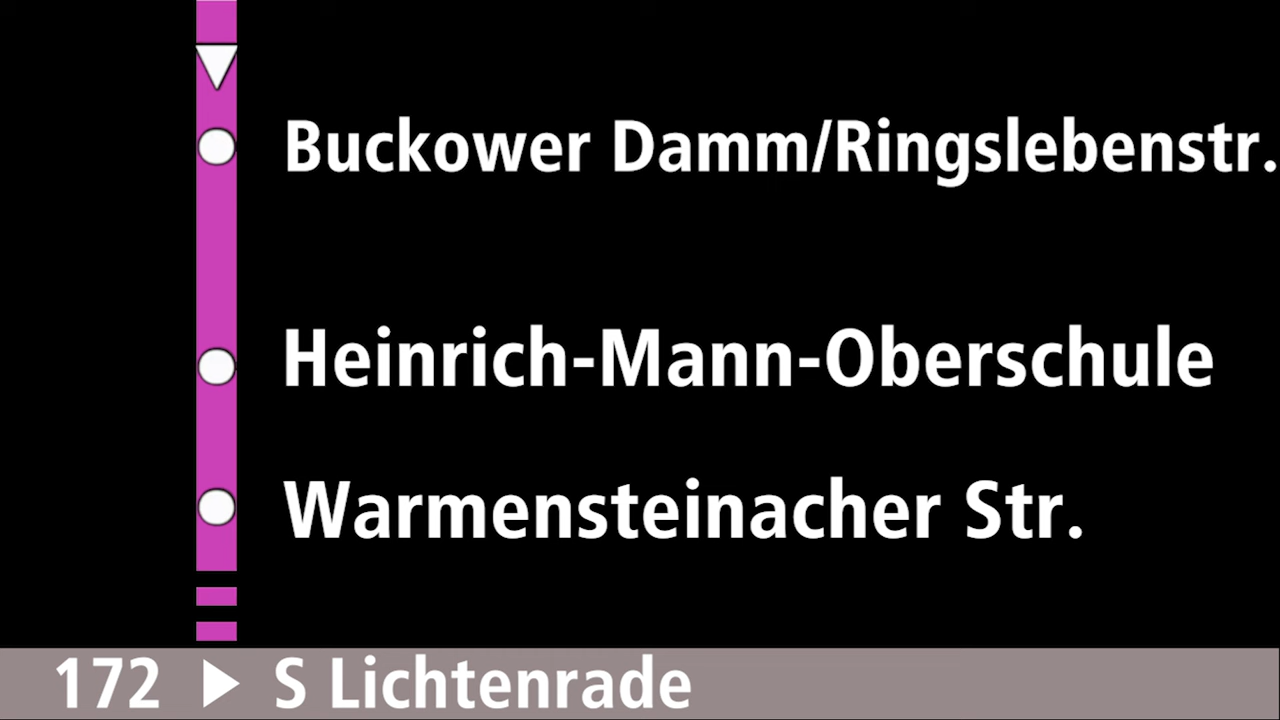 Buckower Damm/Ringslebenstr.
Heinrich-Mann-Oberschule
Warmensteinacher Str.
172 ▶ S Lichtenrade